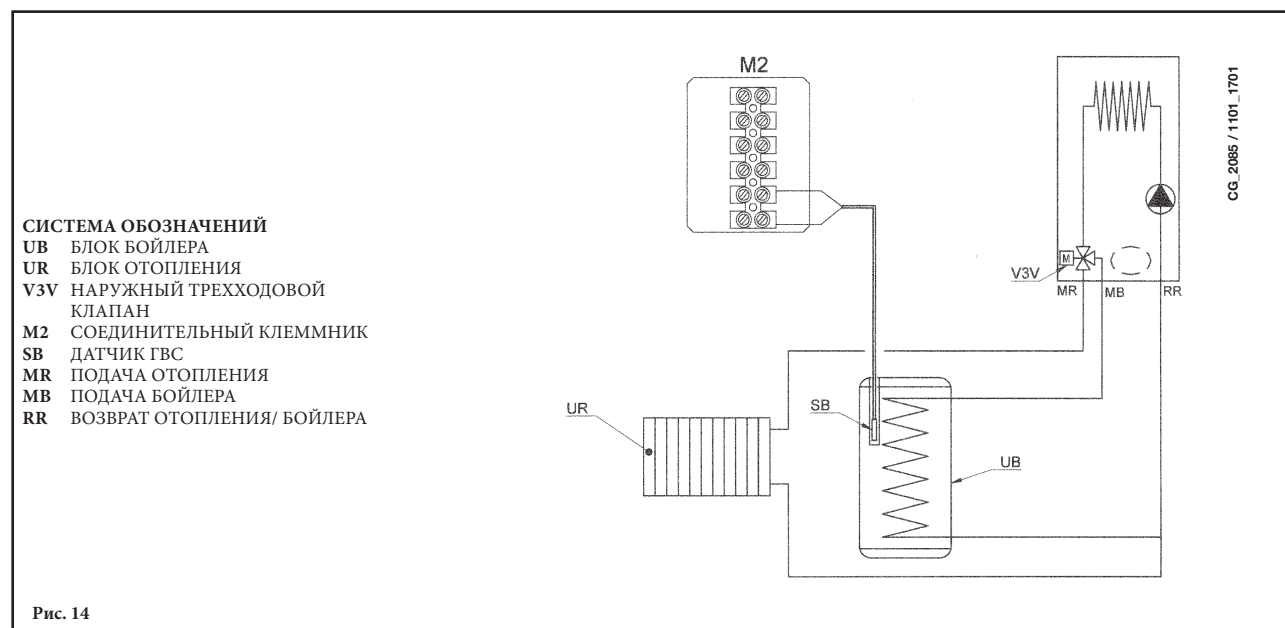 M2
CG_2085 / 1101_1701
СИСТЕМА ОБОЗНАЧЕНИЙ
UB БЛОК БОЙЛЕРА
UR БЛОК ОТОПЛЕНИЯ
V3V НАРУЖНЫЙ ТРЕХХОДОВОЙ
КЛАПАН
M2 СОЕДИНИТЕЛЬНЫЙ КЛЕММНИК
SB ДАТЧИК ГВС
MR ПОДАЧА ОТОПЛЕНИЯ
MB ПОДАЧА БОЙЛЕРА
RR ВОЗВРАТ ОТОПЛЕНИЯ/ БОЙЛЕРА
M
V3V
MR
MB
RR
UR
SB
UB
Рис. 14